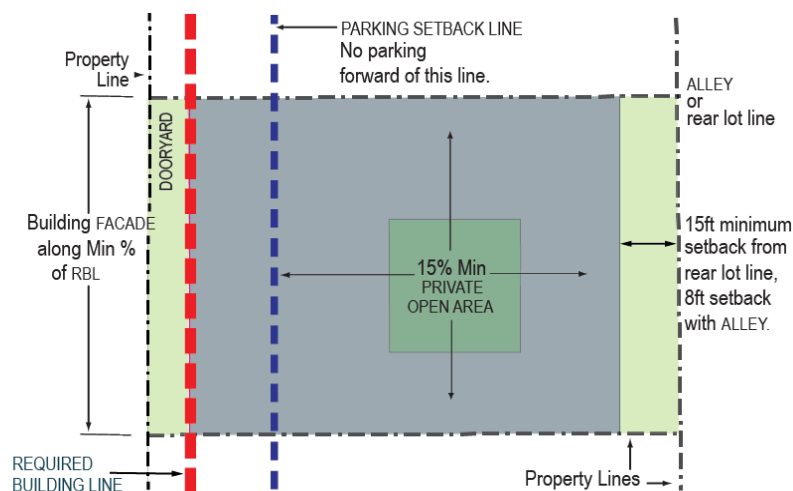 PARKING SETBACK LINE
No parking
forward of this line.
Property
Line
ALLEY
or
rear lot line
DOORYARD
Building FACADE
along Min %
of RBL
15% Min
PRIVATE
OPEN AREA
15ft minimum
setback from
rear lot line,
8ft setback
with ALLEY.
REQUIRED
BUILDING LINE
Property Lines